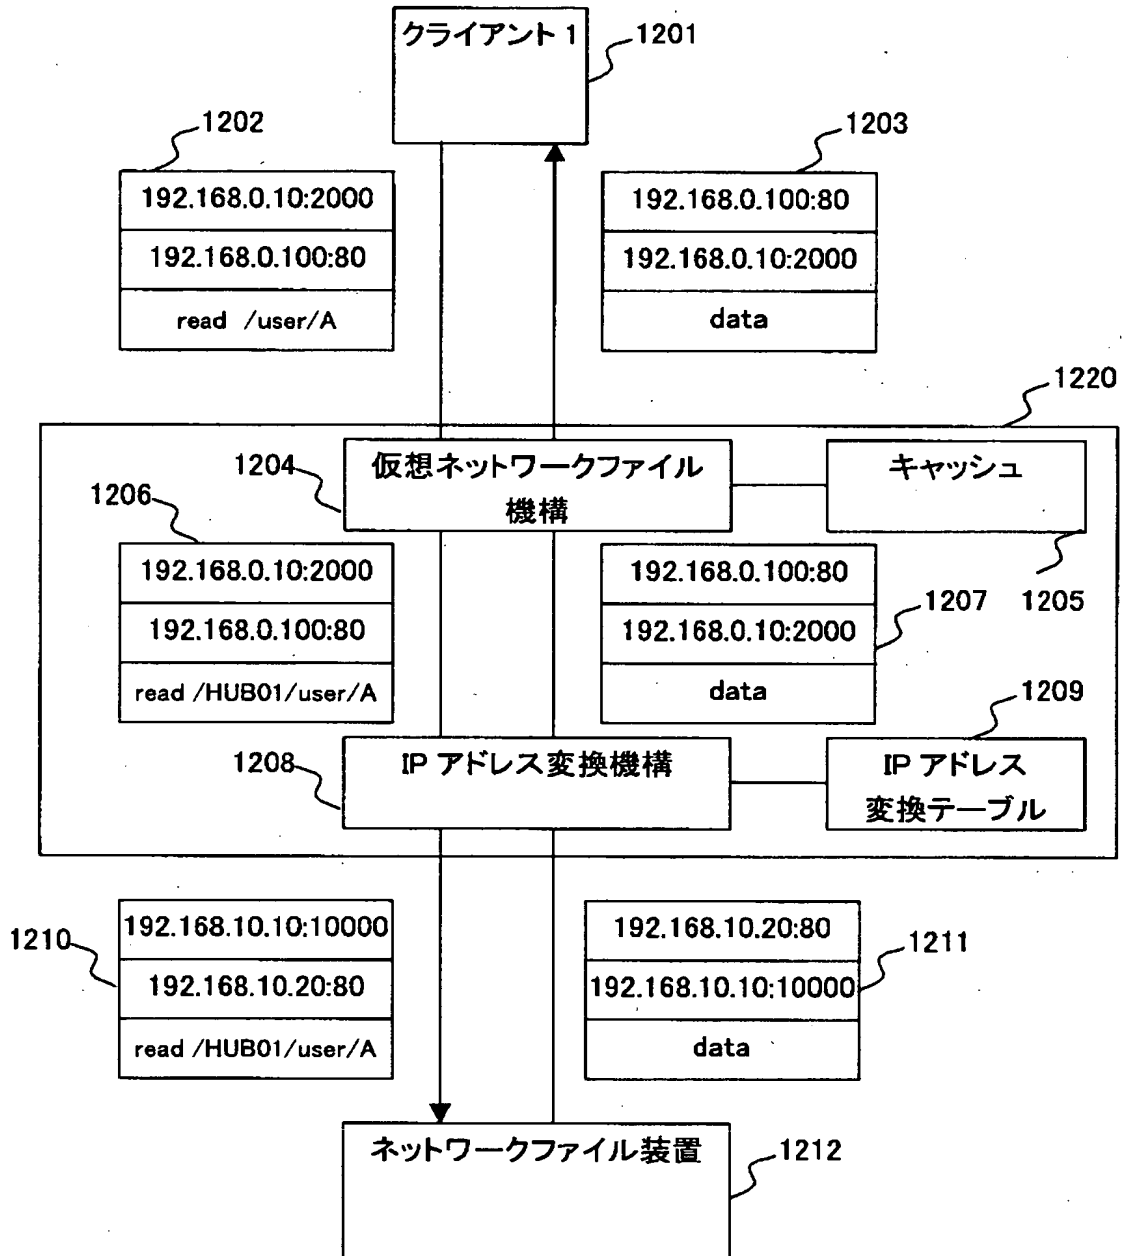 クライアント 1
1201
1202
192.168.0.10:2000
192.168.0.100:80
read /user/A
1203
192.168.0.100:80
192.168.0.10:2000
data
1220
1204
仮想ネットワークファイル
機構
キャッシュ
1205
1206
192.168.0.10:2000
192.168.0.100:80
read /HUB01/user/A
192.168.0.100:80
192.168.0.10:2000
data
1207
1208
IP アドレス変換機構
1209
IP アドレス
変換テーブル
1210
192.168.10.10:10000
192.168.10.20:80
read /HUB01/user/A
192.168.10.20:80
192.168.10.10:10000
data
1211
ネットワークファイル装置
1212